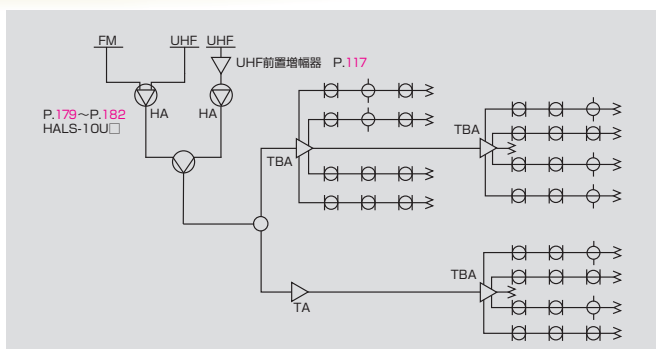 FM UHF UHF
UHF前置増幅器 P.117
P.179〜P.182
HALS-10U□
HA HA
TBA
TBA
TBA
TA